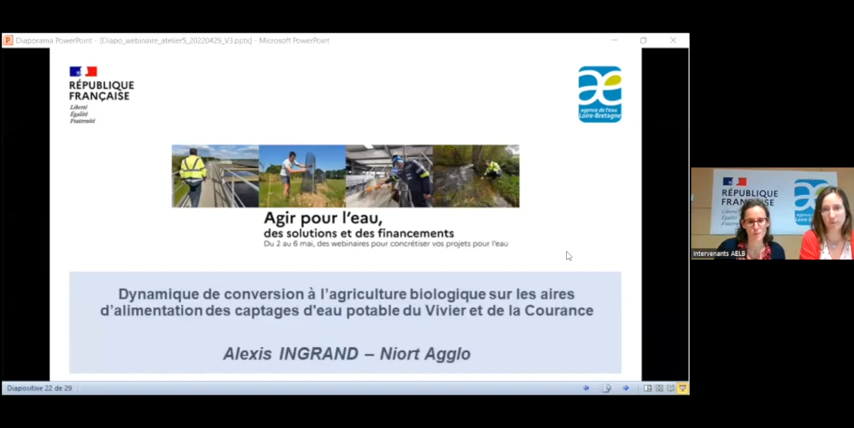 Diaporama PowerPoint - [Diapo_webinaire_atelier5_20220429_V3.pptx] - Microsoft PowerPoint
RÉPUBLIQUE
FRANÇAISE
Liberté
Égalité
Fraternité
agence de l'eau
Loire-Bretagne
Agir pour l'eau,
des solutions et des financements
Du 2 au 6 mai, des webinaires pour concrétiser vos projets pour l'eau
Dynamique de conversion à l'agriculture biologique sur les aires
d'alimentation des captages d'eau potable du Vivier et de la Courance
Alexis INGRAND – Niort Agglo
Diapositive 22 de 29
RÉPUBLIQUE
FRANÇAISE
Intervenants AELB